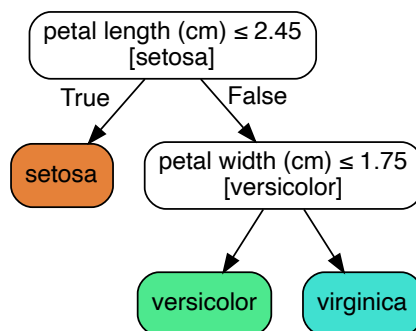 petal length (cm) ≤ 2.45
[setosa]
True
False
setosa
petal width (cm) ≤ 1.75
[versicolor]
versicolor
virginica